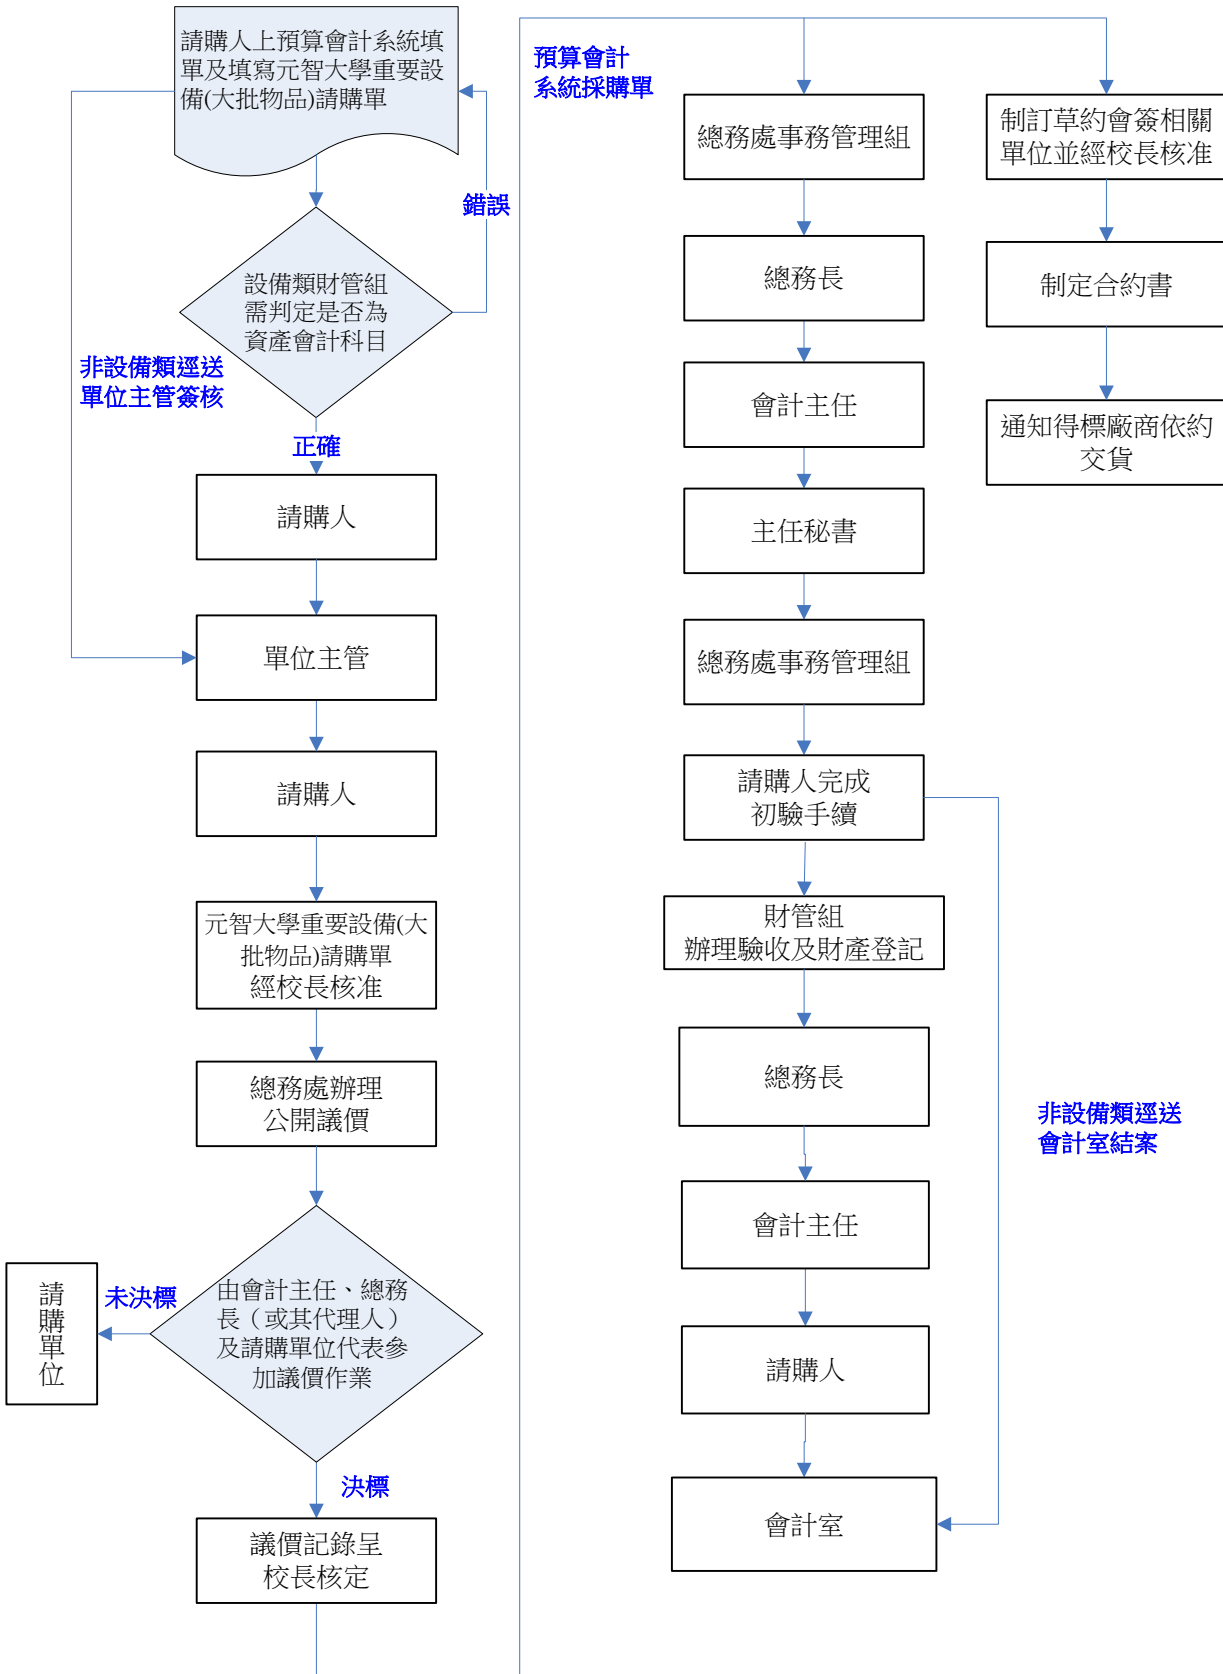 請購人上預算會計系統填
單及填寫元智大學重要設
備(大批物品)請購單
錯誤
設備類財管組
需判定是否為
資產會計科目
非設備類逕送
單位主管簽核
正確
請購人
單位主管
請購人
元智大學重要設備(大
批物品)請購單
經校長核准
總務處辦理
公開議價
由會計主任、總務
長（或其代理人）
及請購單位代表參
加議價作業
未決標
請購單位
決標
議價記錄呈
校長核定
預算會計
系統採購單
總務處事務管理組
總務長
會計主任
主任秘書
總務處事務管理組
請購人完成
初驗手續
財管組
辦理驗收及財產登記
總務長
會計主任
請購人
會計室
非設備類逕送
會計室結案
制訂草約會簽相關
單位並經校長核准
制定合約書
通知得標廠商依約
交貨